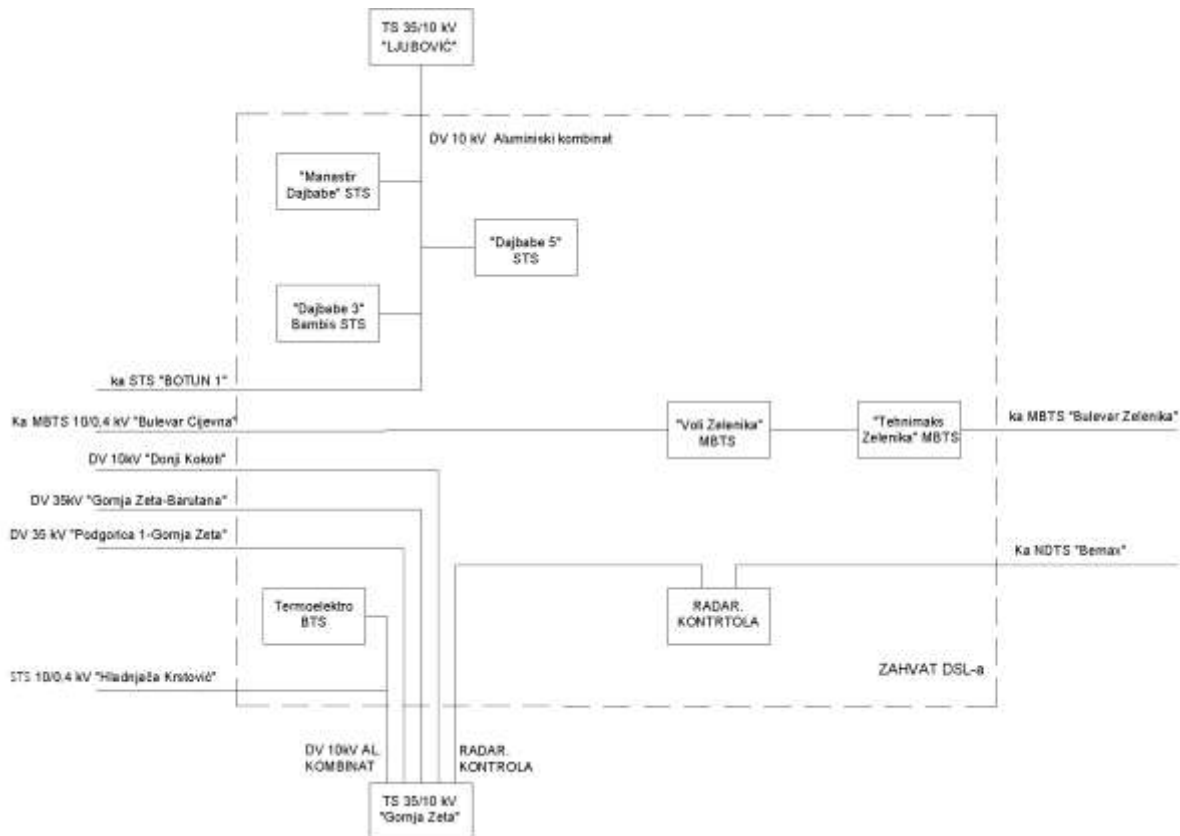 TS 35/10 kV
"LJUBOVIĆ"
DV 10 kV Aluminiski kombinat
"Manastir
Dajbabe" STS
"Dajbabe 5"
STS
"Dajbabe 3"
Bambis STS
ka STS "BOTUN 1"
Ka MBTS 10/0,4 kV "Bulevar Cijevna"
"Voli Zelenika"
MBTS
"Tehnimaks
Zelenika" MBTS
ka MBTS "Bulevar Zelenika"
DV 10kV "Donji Kokoti"
DV 35kV "Gornja Zeta-Barutana"
DV 35 kV "Podgorica 1-Gornja Zeta"
Ka NDTS "Bemax"
Termoelektro
BTS
RADAR.
KONTRTOLA
STS 10/0,4 kV "Hladnjača Krstović"
ZAHVAT DSL-a
DV 10kV AL.
KOMBINAT
RADAR.
KONTROLA
TS 35/10 kV
"Gornja Zeta"